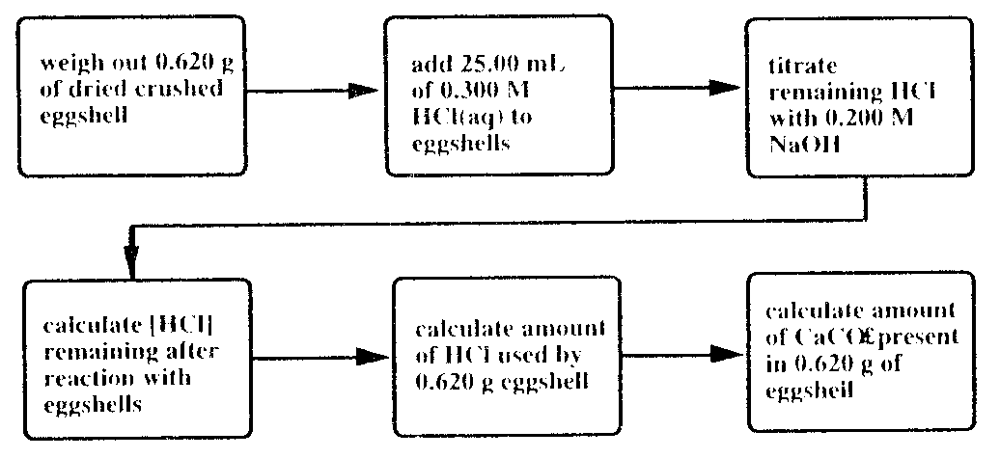 weigh out 0.620 g
of dried crushed
eggshell
add 25.00 mL
of 0.300 M
HCl(aq) to
eggshells
titrate
remaining HCl
with 0.200 M
NaOH
calculate [HCl]
remaining after
reaction with
eggshells
calculate amount
of HCl used by
0.620 g eggshell
calculate amount
of present
in 0.620 g of
eggshell